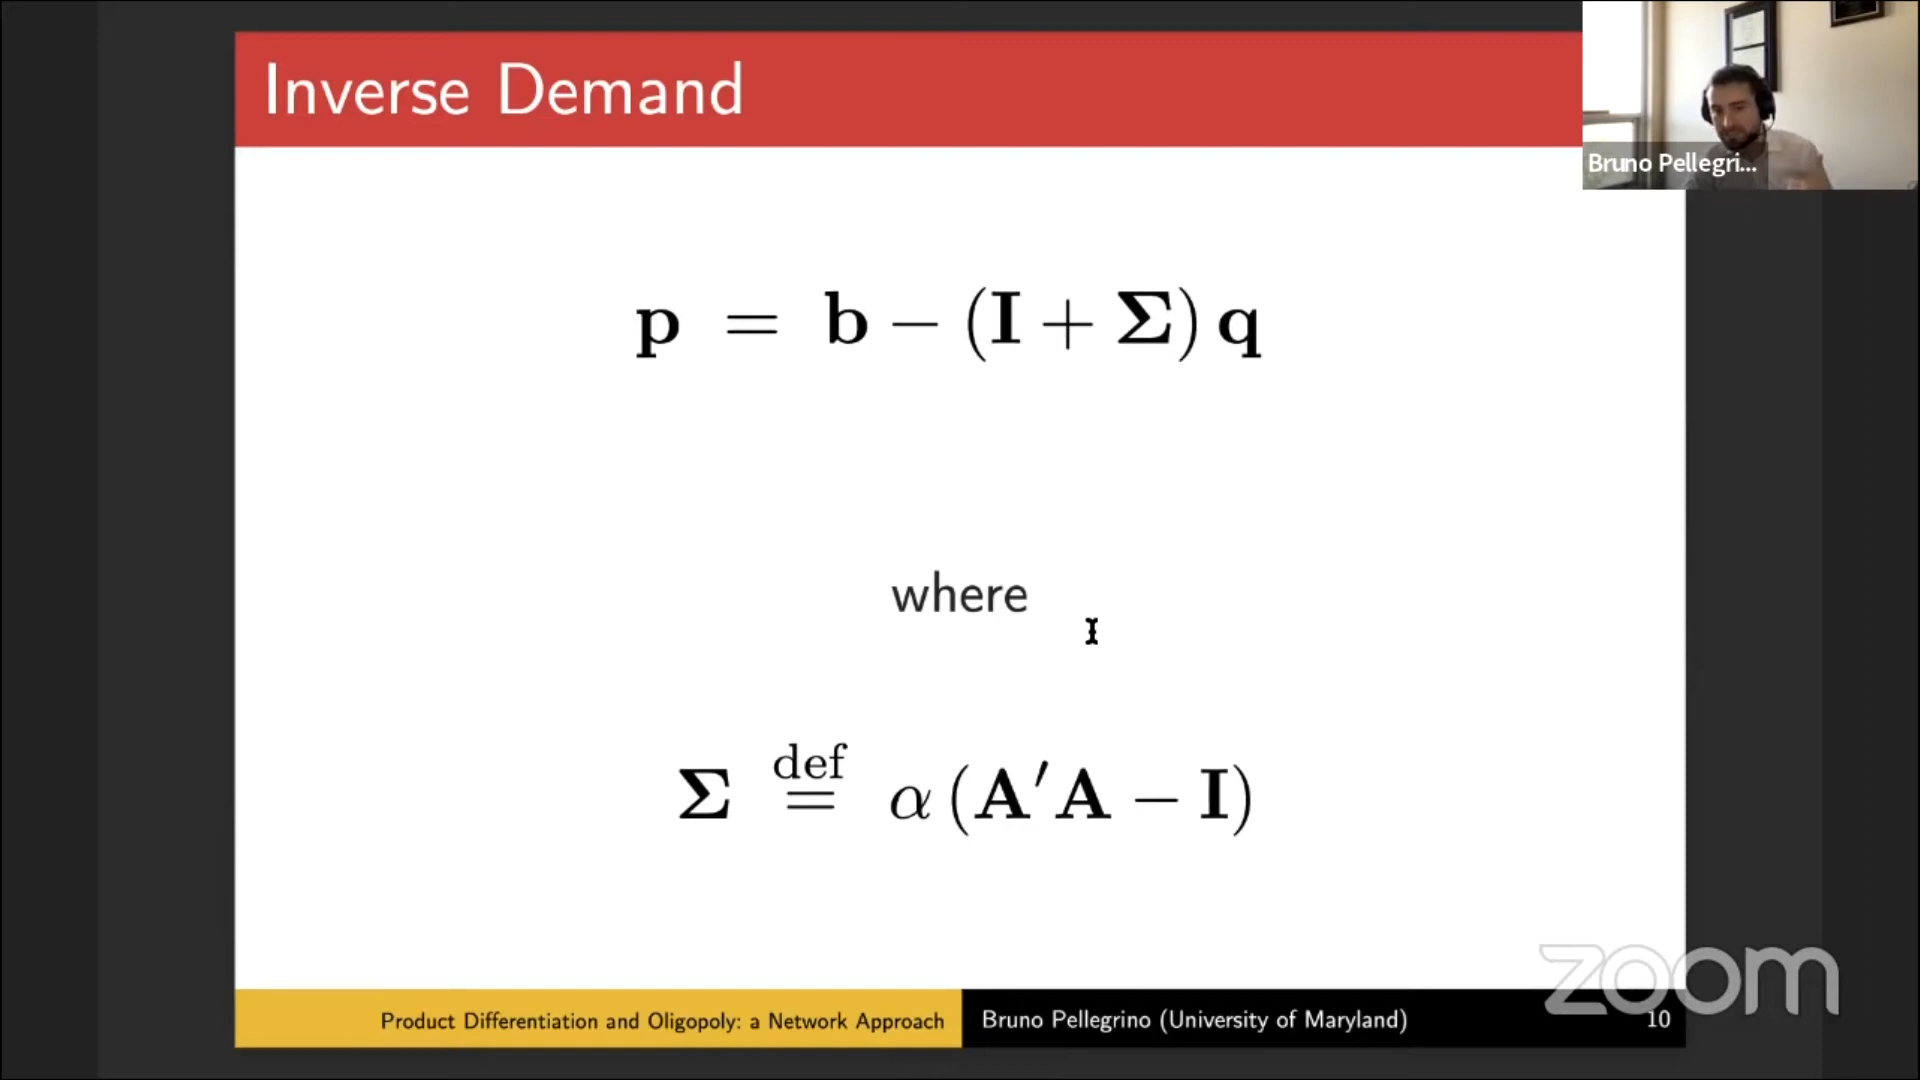 Inverse Demand
Bruno Pellegri...
p = b − (I + Σ) q
where
Σ def= α (A′A − I)
Product Differentiation and Oligopoly: a Network Approach
Bruno Pellegrino (University of Maryland)
10
zoom